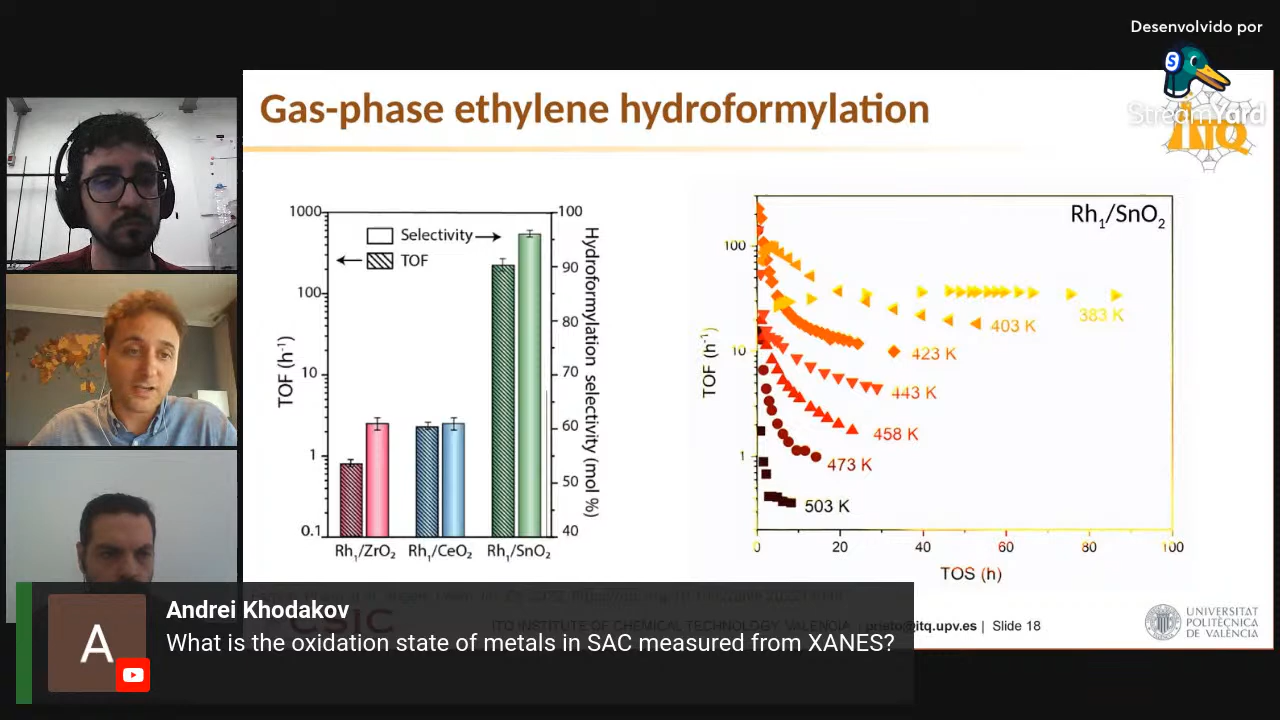 Desenvolvido por
StreamYard
Gas-phase ethylene hydroformylation
ITQ
1000
100
10
1
0.1
TOF (h⁻¹)
Selectivity
TOF
100
90
80
70
60
50
40
Hydroformylation selectivity (mol %)
Rh₁/ZrO₂ Rh₁/CeO₂ Rh₁/SnO₂
Rh₁/SnO₂
100
10
1
TOF (h⁻¹)
383 K
403 K
423 K
443 K
458 K
473 K
503 K
0 20 40 60 80 100
TOS (h)
CSIC
ITQ INSTITUTE OF CHEMICAL TECHNOLOGY, VALENCIA
prieto@itq.upv.es | Slide 18
UNIVERSITAT
POLITÈCNICA
DE VALÈNCIA
A
Andrei Khodakov
What is the oxidation state of metals in SAC measured from XANES?